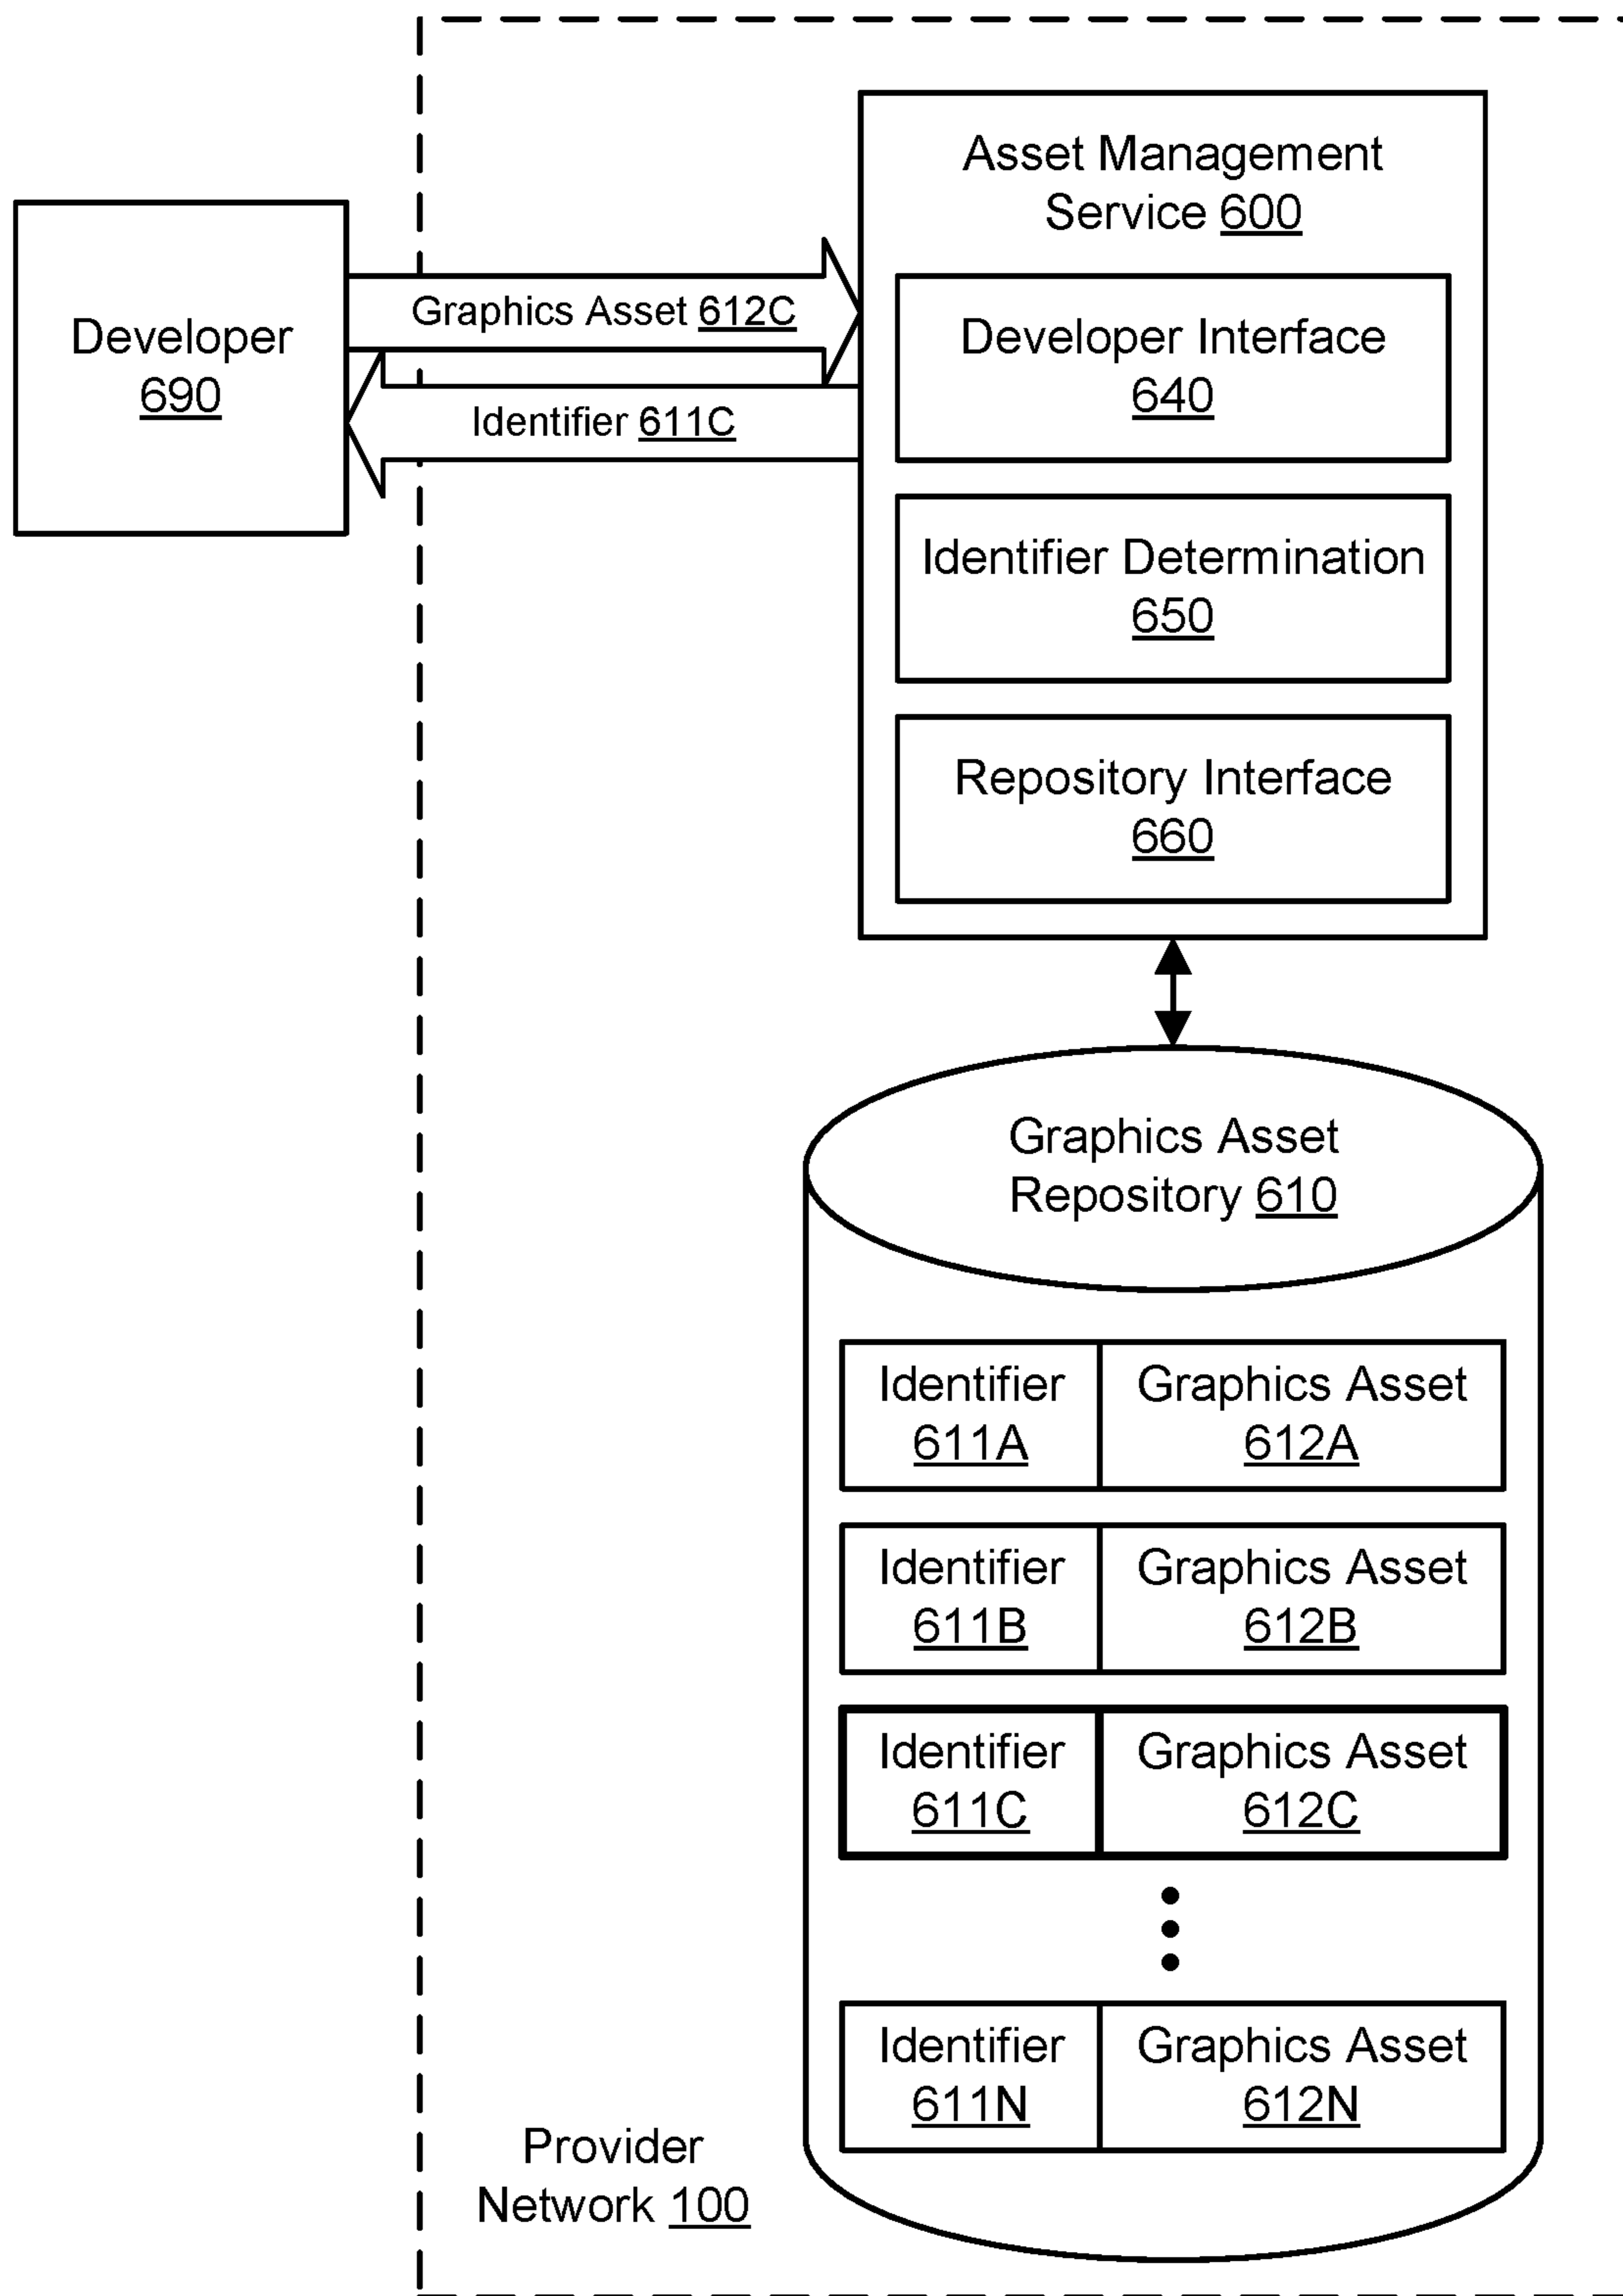 Asset Management
Service 600
Developer
690
Graphics Asset 612C
Identifier 611C
Developer Interface
640
Identifier Determination
650
Repository Interface
660
Graphics Asset
Repository 610
Identifier
611A
Graphics Asset
612A
Identifier
611B
Graphics Asset
612B
Identifier
611C
Graphics Asset
612C
Identifier
611N
Graphics Asset
612N
Provider
Network 100